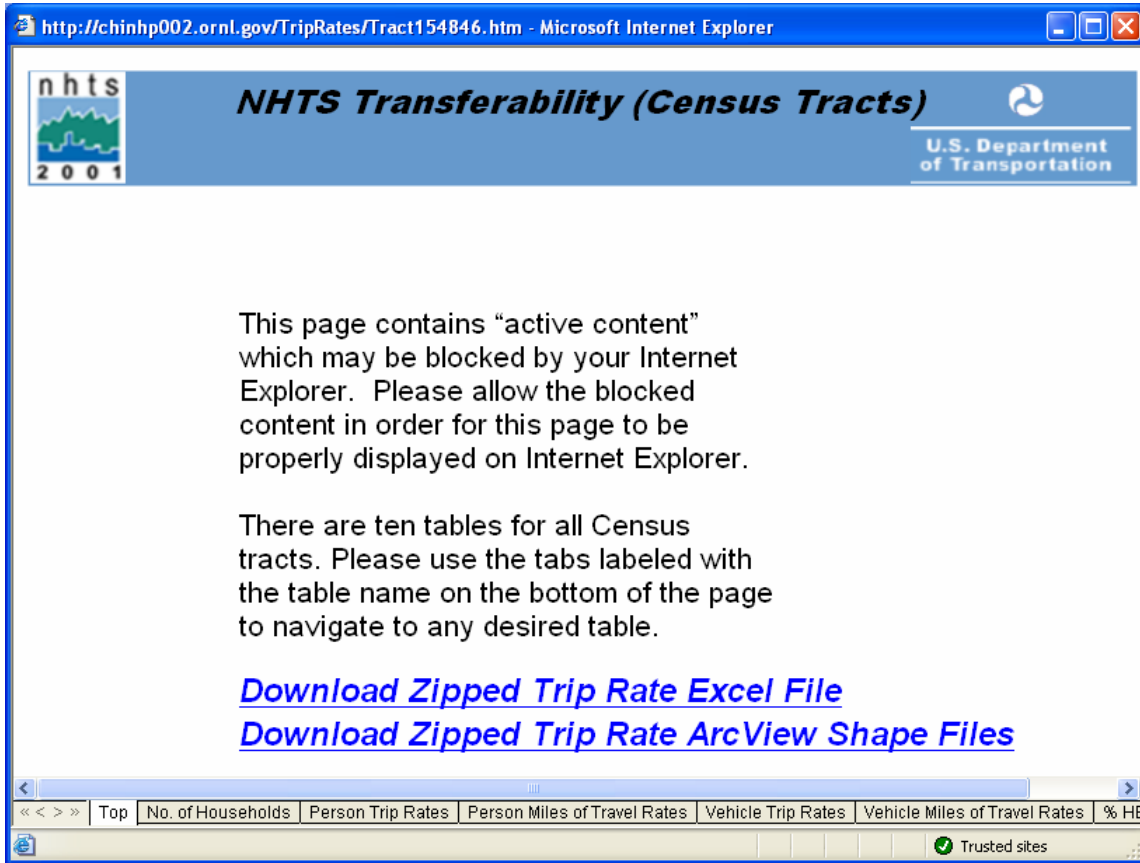 http://chinhp002.ornl.gov/TripRates/Tract154846.htm - Microsoft Internet Explorer
nhts
2001
NHTS Transferability (Census Tracts)
U.S. Department
of Transportation
This page contains “active content”
which may be blocked by your Internet
Explorer. Please allow the blocked
content in order for this page to be
properly displayed on Internet Explorer.
There are ten tables for all Census
tracts. Please use the tabs labeled with
the table name on the bottom of the page
to navigate to any desired table.
Download Zipped Trip Rate Excel File
Download Zipped Trip Rate ArcView Shape Files
« < > » Top No. of Households Person Trip Rates Person Miles of Travel Rates Vehicle Trip Rates Vehicle Miles of Travel Rates % HB
Trusted sites